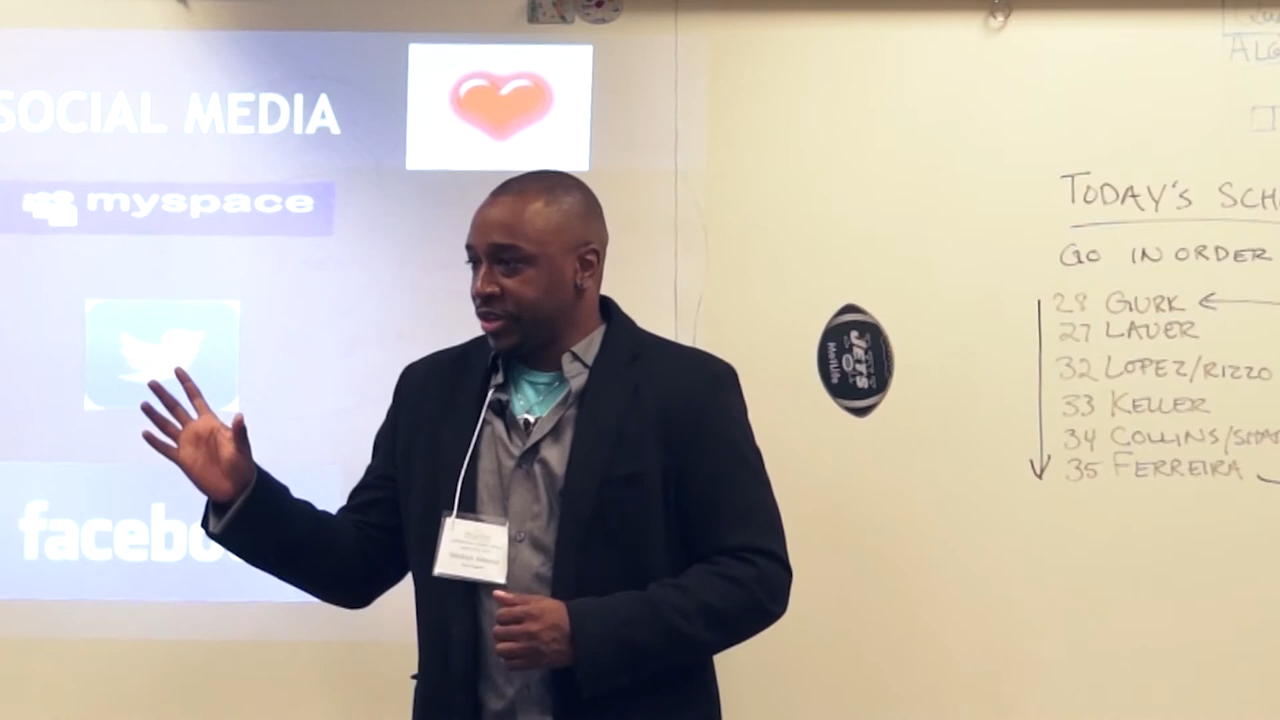 SOCIAL MEDIA
myspace
facebo
JETS
MetLife
ALG
TODAY'S SCH
GO IN ORDER
28 GURK
27 LAUER
32 LOPEZ/RIZZO
33 KELLER
34 COLLINS/
35 FERREIRA